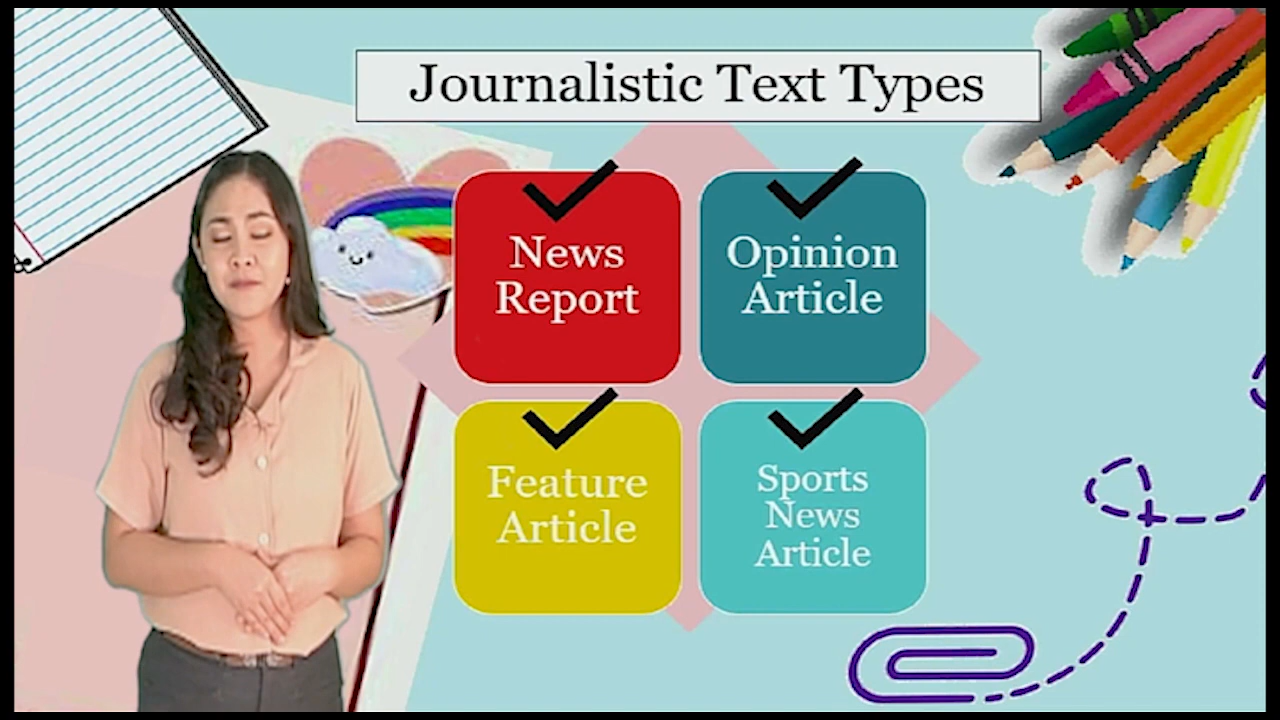 Journalistic Text Types
News
Report
Opinion
Article
Feature
Article
Sports
News
Article